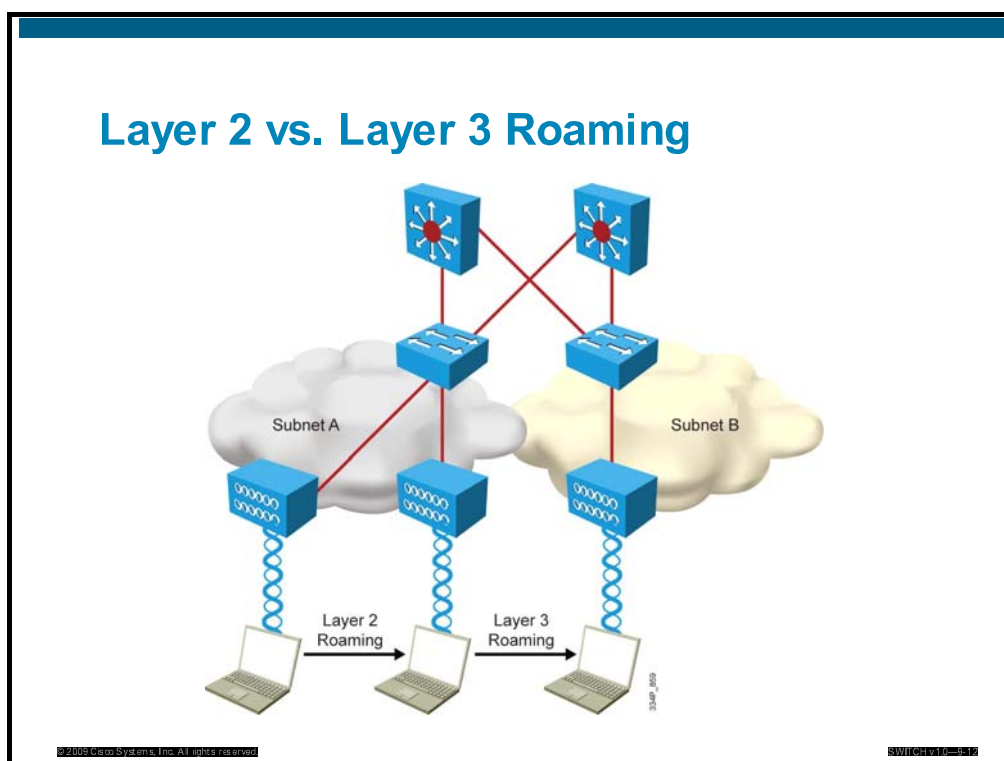 Layer 2 vs. Layer 3 Roaming
Subnet A
Subnet B
Layer 2
Roaming
Layer 3
Roaming
334P_859
© 2009 Cisco Systems, Inc. All rights reserved.
SWITCH v1.0—9-12